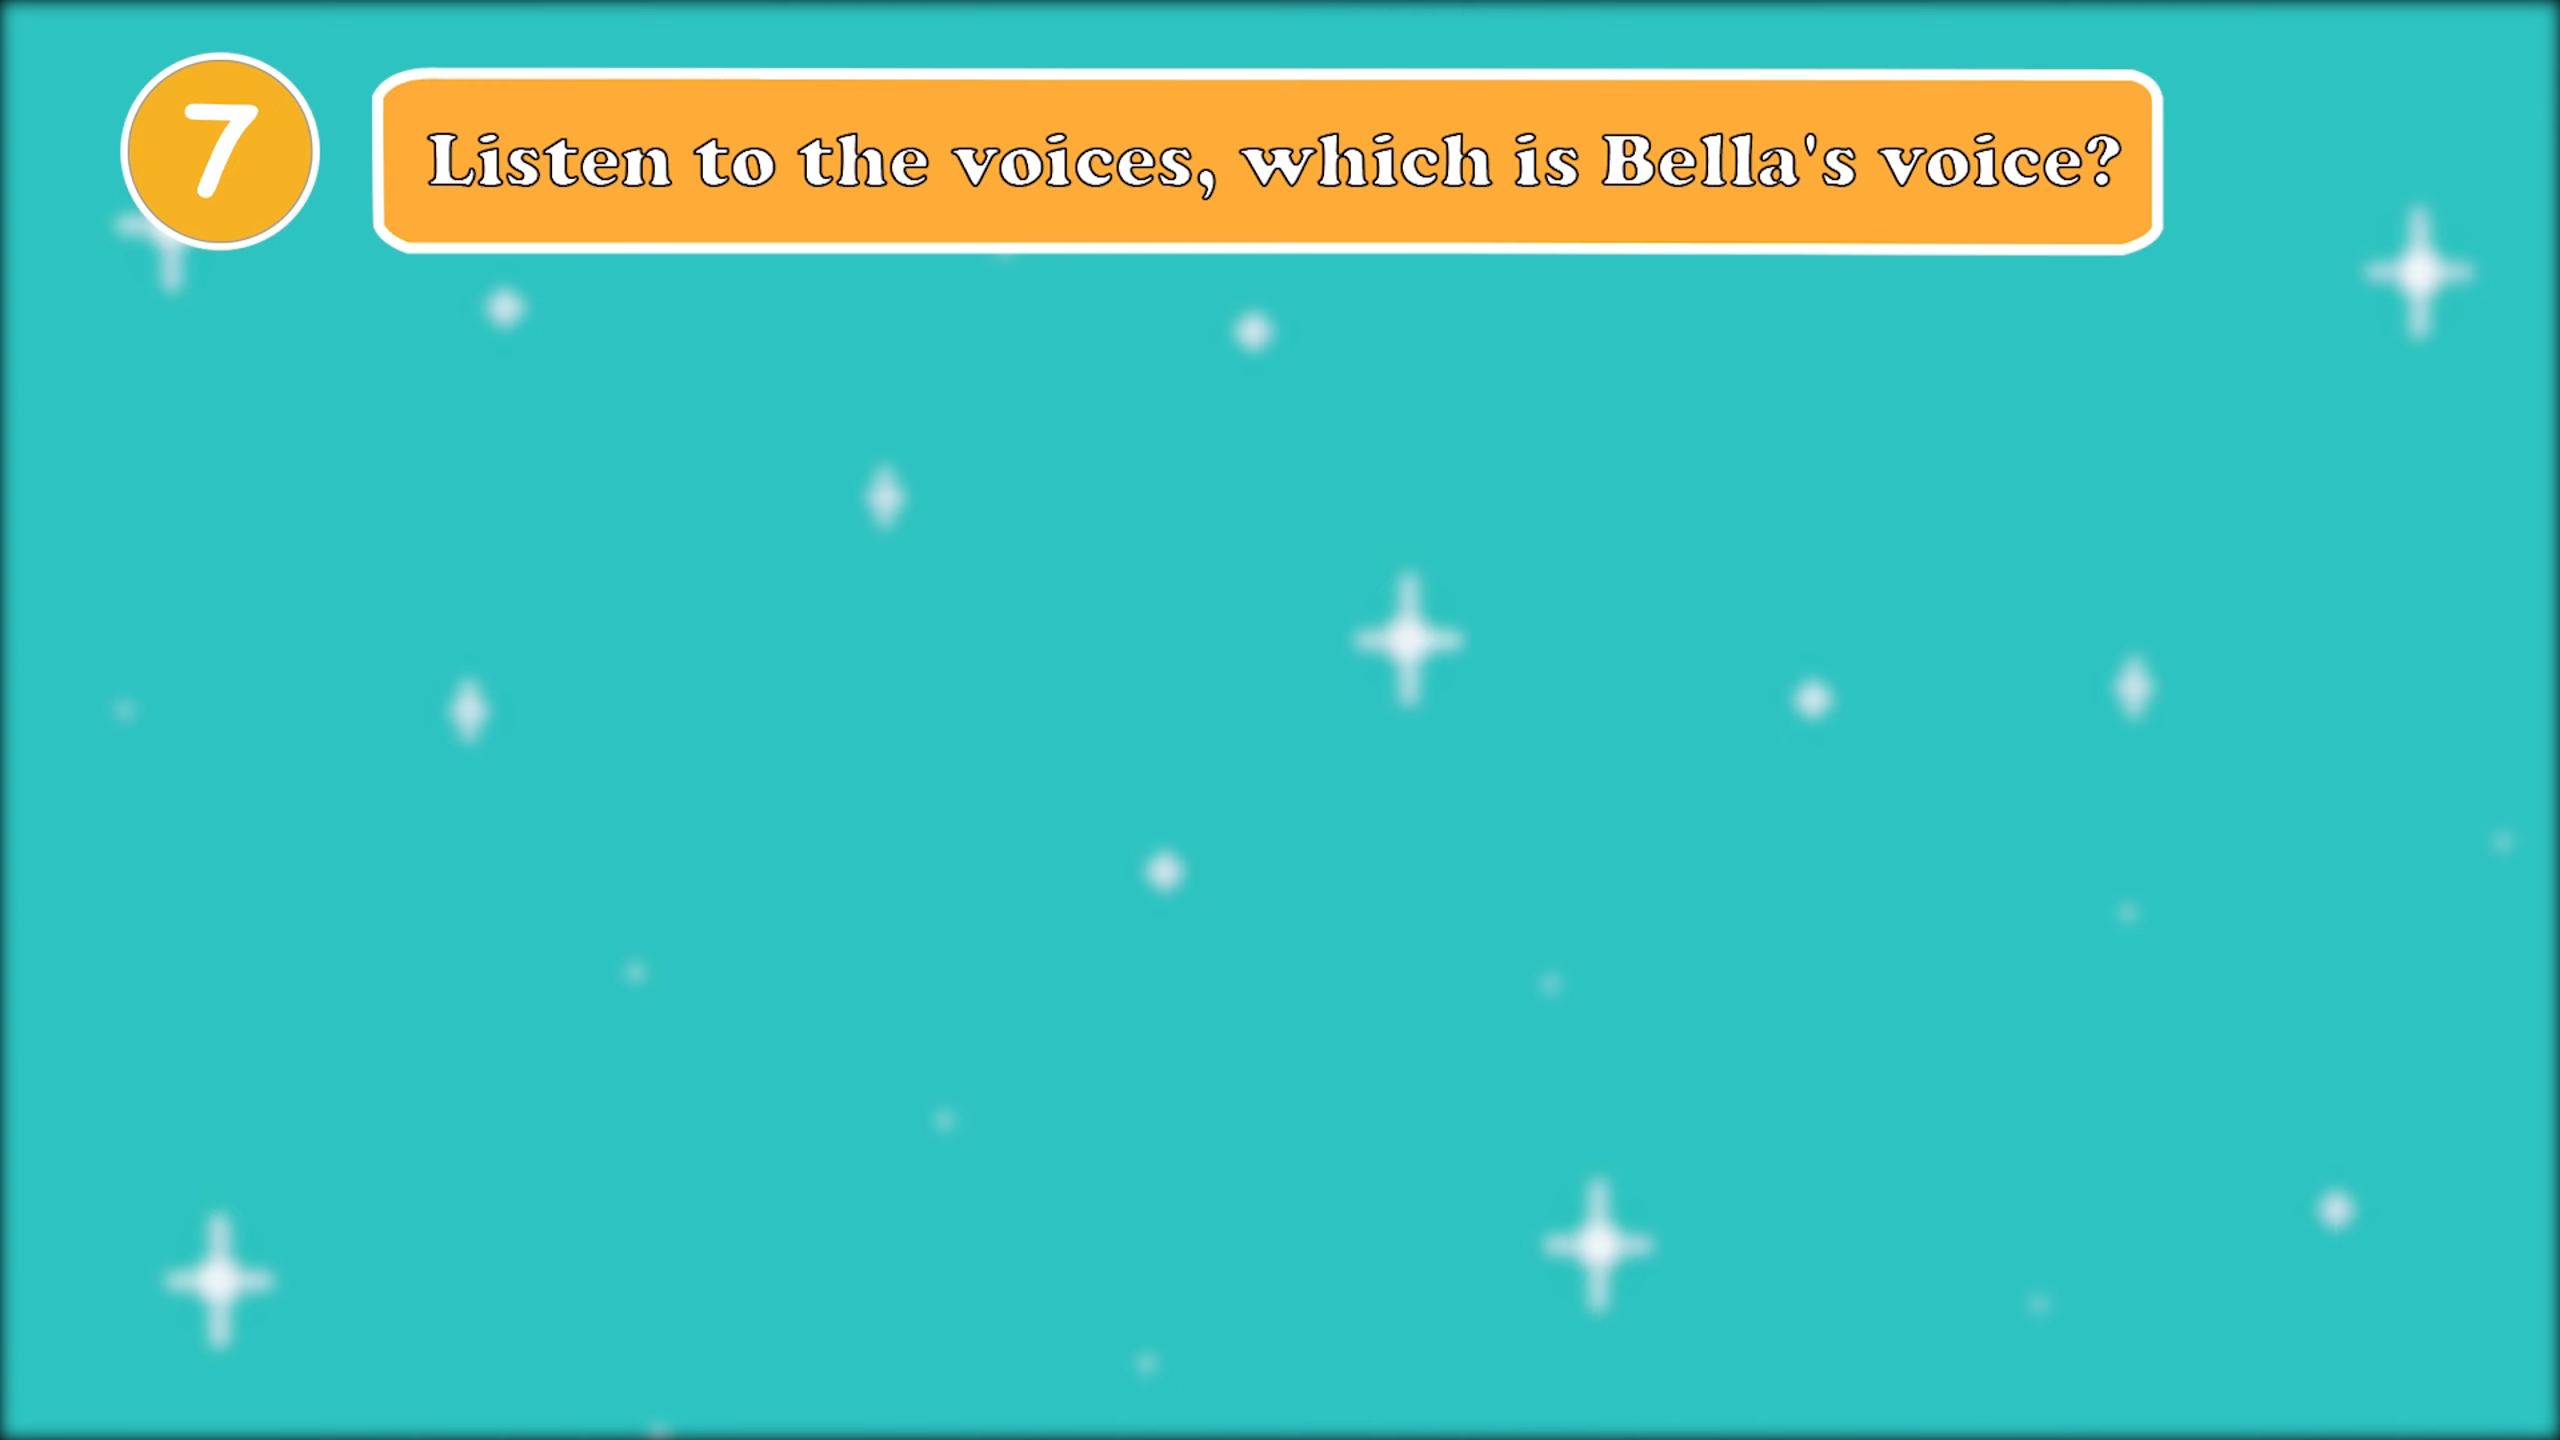 7
Listen to the voices, which is Bella's voice?